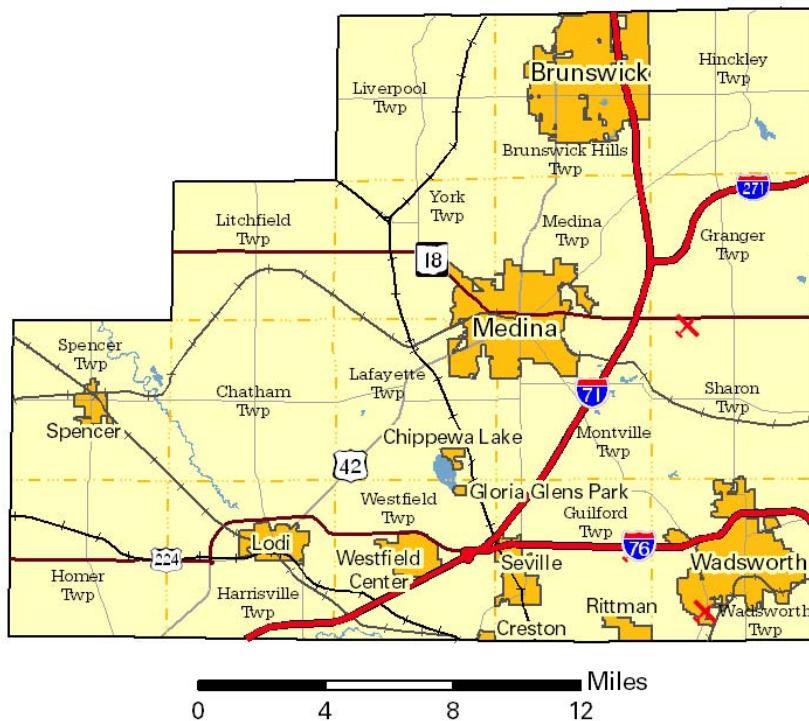 Brunswick
Hinckley
Twp
Liverpool
Twp
Brunswick Hills
Twp
271
York
Twp
Medina
Twp
Litchfield
Twp
Granger
Twp
18
Medina
Spencer
Twp
Lafayette
Twp
Chatham
Twp
71
Sharon
Twp
Spencer
Chippewa Lake
Montville
Twp
42
Gloria Glens Park
Westfield
Twp
Guilford
Twp
Lodi
76
224
Westfield
Center
Seville
Wadsworth
Homer
Twp
Harrisville
Twp
Rittman
Wadsworth
Twp
Creston
Miles
0 4 8 12